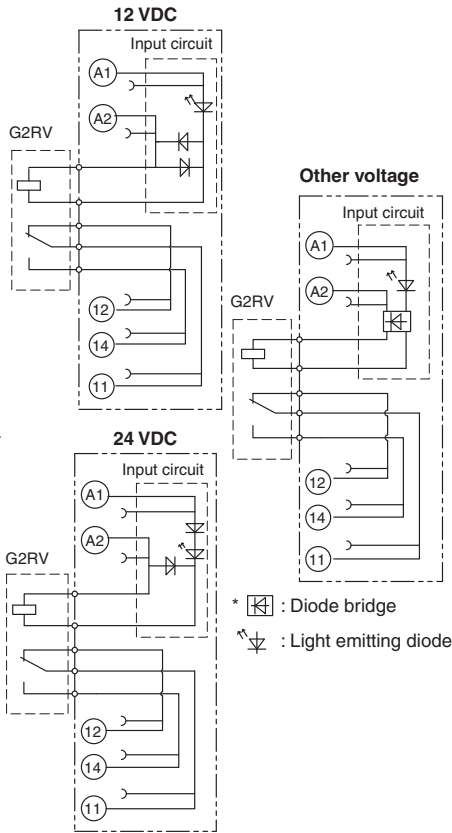 12 VDC
Input circuit
A1
A2
G2RV
12
14
11
Other voltage
Input circuit
A1
A2
G2RV
12
14
11
24 VDC
Input circuit
A1
A2
G2RV
12
14
11
* : Diode bridge
: Light emitting diode